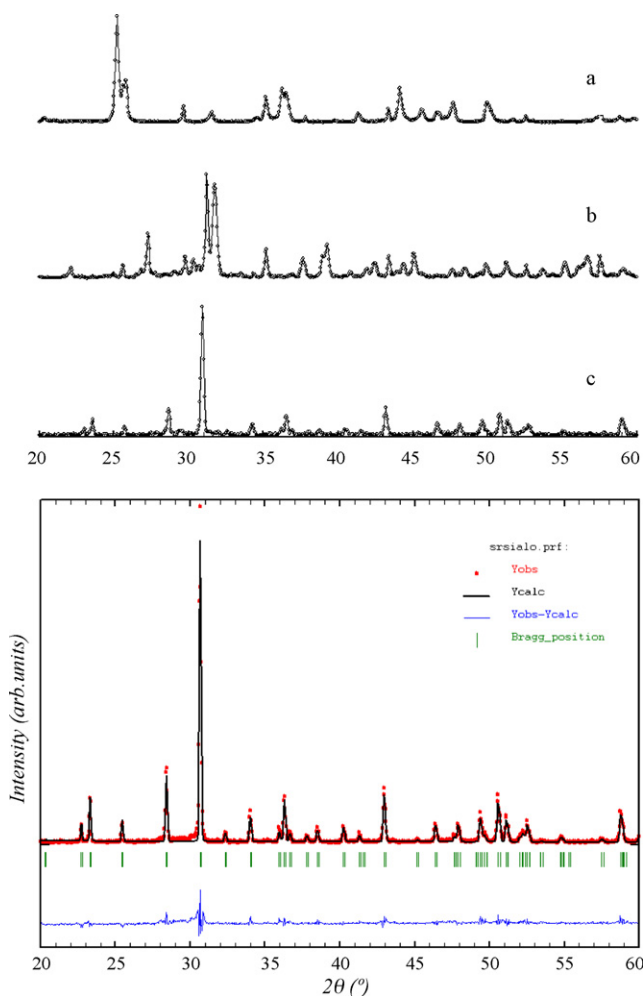 a
b
c
20 25 30 35 40 45 50 55 60
srsialo.prf:
Yobs
Ycalc
Yobs-Ycalc
Bragg_position
Intensity (arb.units)
20 25 30 35 40 45 50 55 60
2θ (º)